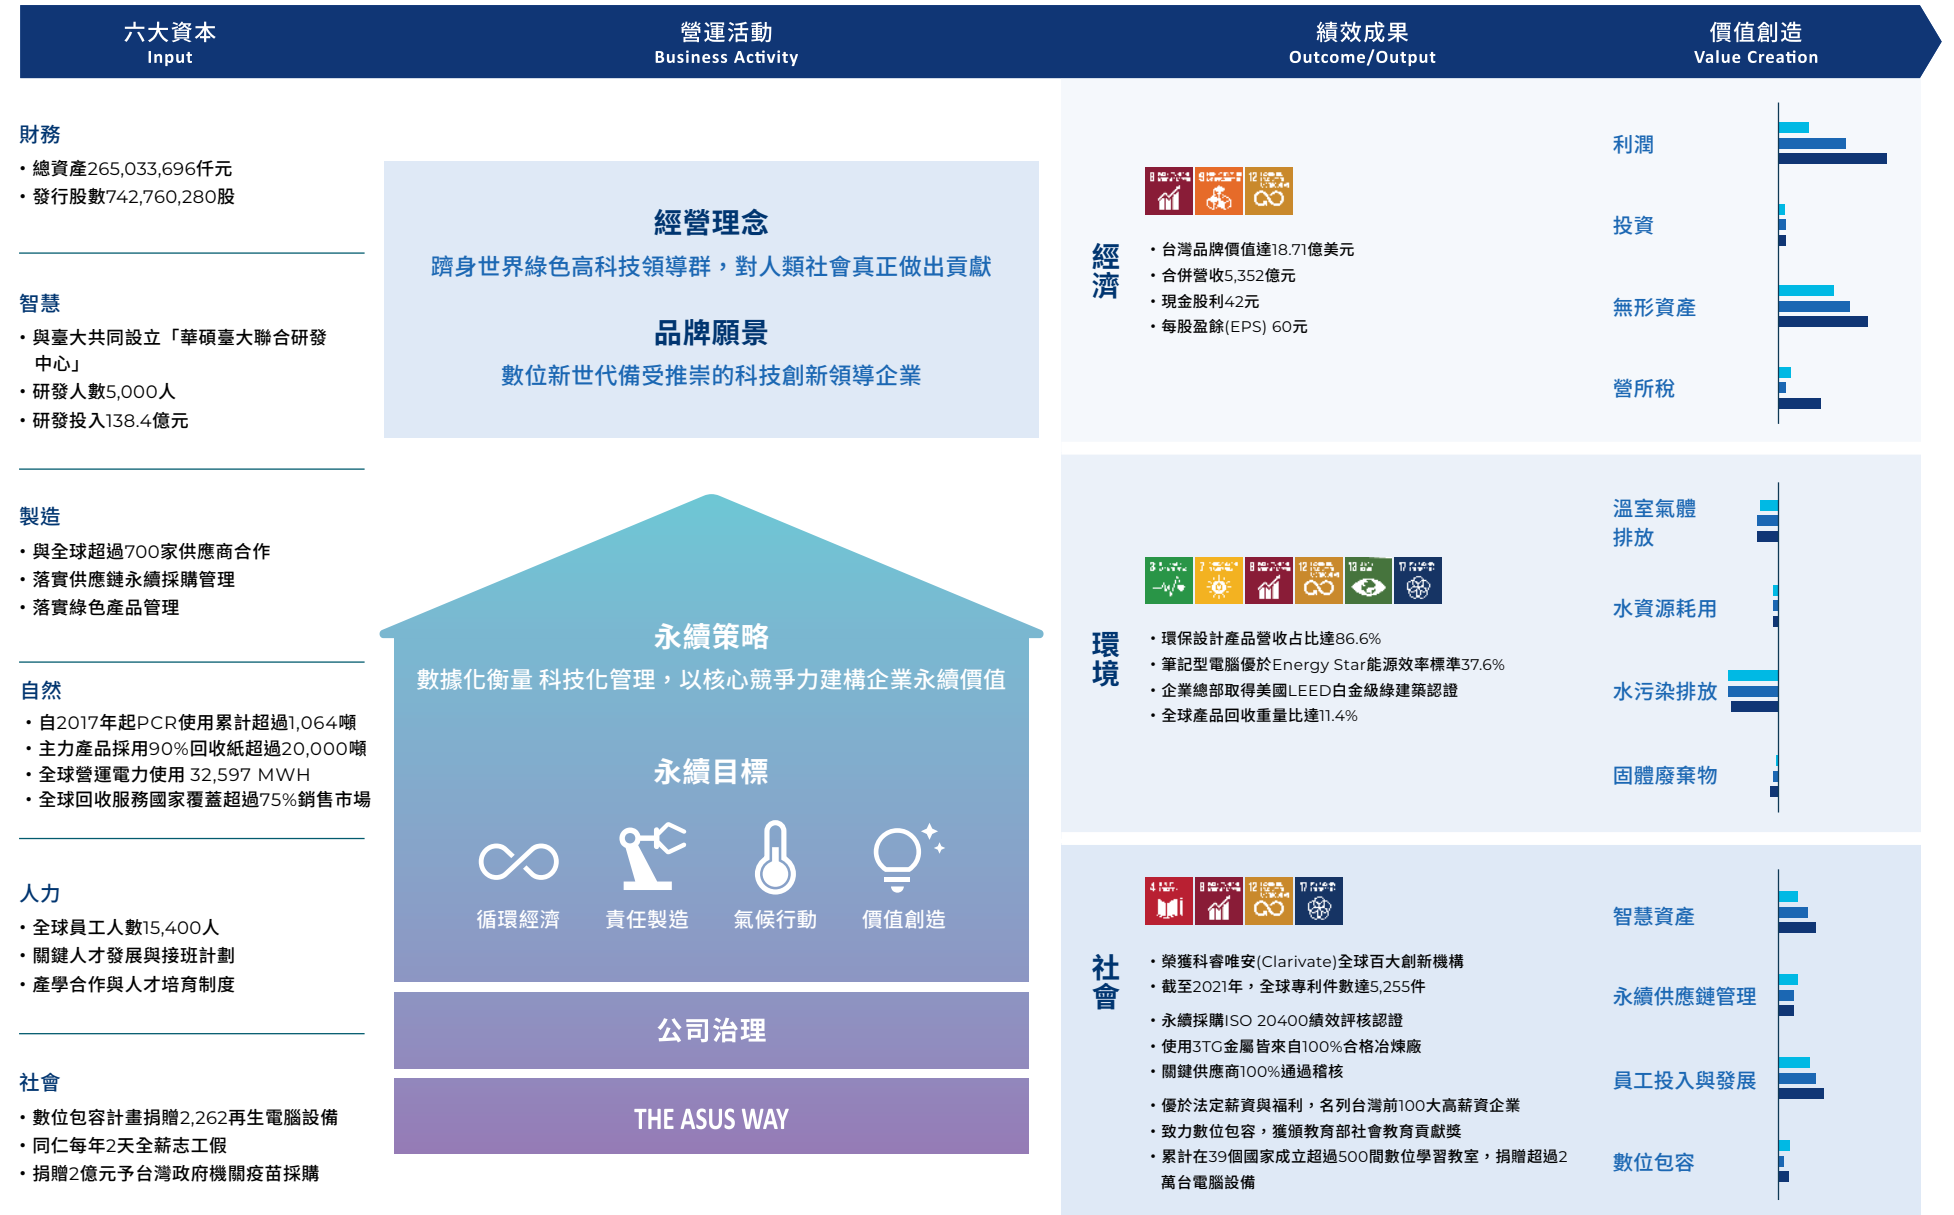 六大資本
Input
營運活動
Business Activity
績效成果
Outcome/Output
價值創造
Value Creation
財務
・總資產265,033,696仟元
・發行股數742,760,280股
智慧
・與臺大共同設立「華碩臺大聯合研發
中心」
・研發人數5,000人
・研發投入138.4億元
製造
・與全球超過700家供應商合作
・落實供應鏈永續採購管理
・落實綠色產品管理
自然
・自2017年起PCR使用累計超過1,064噸
・主力產品採用90%回收紙超過20,000噸
・全球營運電力使用 32,597 MWH
・全球回收服務國家覆蓋超過75%銷售市場
人力
・全球員工人數15,400人
・關鍵人才發展與接班計劃
・產學合作與人才培育制度
社會
・數位包容計畫捐贈2,262再生電腦設備
・同仁每年2天全薪志工假
・捐贈2億元予台灣政府機關疫苗採購
經營理念
躋身世界綠色高科技領導群，對人類社會真正做出貢獻
品牌願景
數位新世代備受推崇的科技創新領導企業
永續策略
數據化衡量 科技化管理，以核心競爭力建構企業永續價值
永續目標
循環經濟
責任製造
氣候行動
價值創造
公司治理
THE ASUS WAY
經濟
8
9
12
・台灣品牌價值達18.71億美元
・合併營收5,352億元
・現金股利42元
・每股盈餘(EPS) 60元
利潤
投資
無形資產
營所稅
環境
3
7
8
12
13
17
・環保設計產品營收占比達86.6%
・筆記型電腦優於Energy Star能源效率標準37.6%
・企業總部取得美國LEED白金級綠建築認證
・全球產品回收重量比達11.4%
溫室氣體
排放
水資源耗用
水污染排放
固體廢棄物
社會
4
8
12
17
・榮獲科睿唯安(Clarivate)全球百大創新機構
・截至2021年，全球專利件數達5,255件
・永續採購ISO 20400績效評核認證
・使用3TG金屬皆來自100%合格冶煉廠
・關鍵供應商100%通過稽核
・優於法定薪資與福利，名列台灣前100大高薪資企業
・致力數位包容，獲頒教育部社會教育貢獻獎
・累計在39個國家成立超過500間數位學習教室，捐贈超過2
萬台電腦設備
智慧資產
永續供應鏈管理
員工投入與發展
數位包容